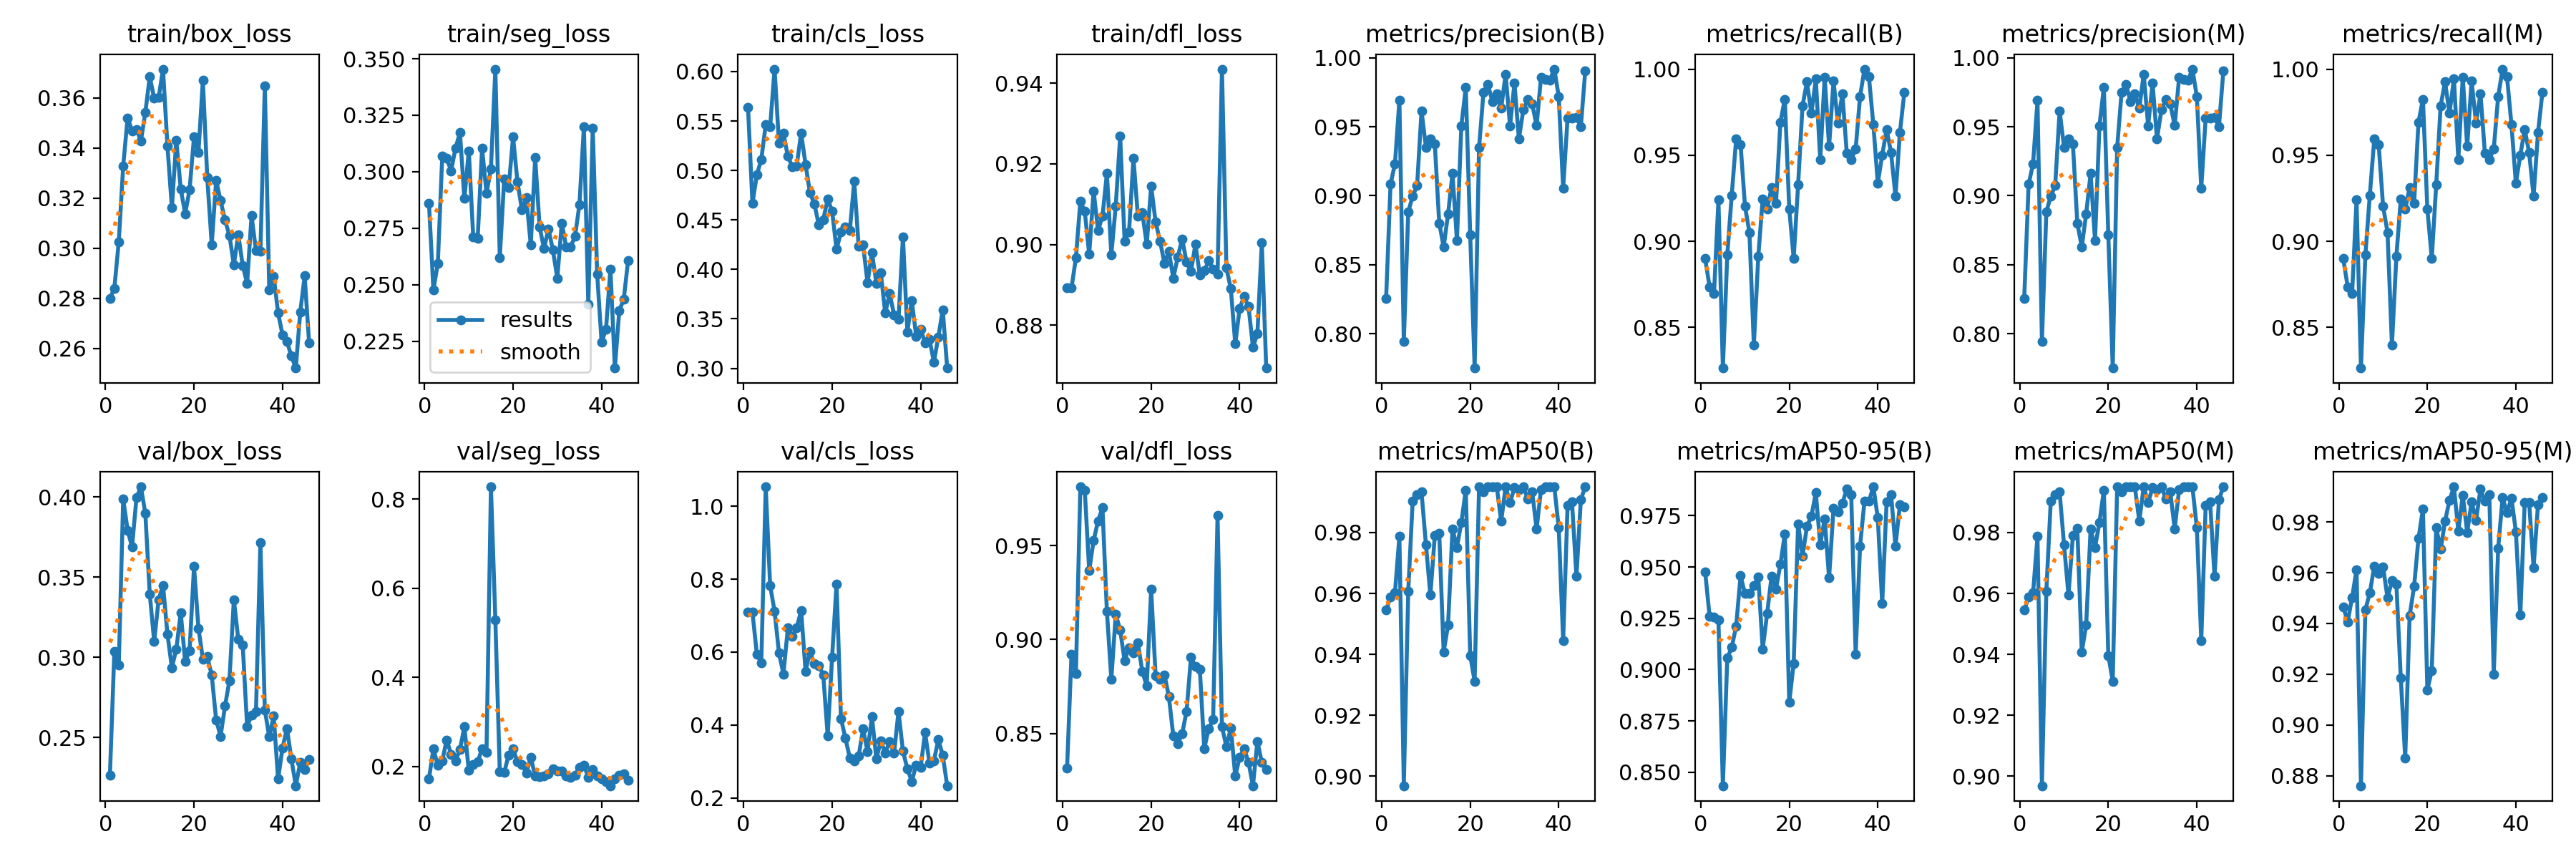 train/box_loss
train/seg_loss
train/cls_loss
train/dfl_loss
metrics/precision(B)
metrics/recall(B)
metrics/precision(M)
metrics/recall(M)
0.36
0.34
0.32
0.30
0.28
0.26
0 20 40
0.350
0.325
0.300
0.275
0.250
0.225
results
smooth
0 20 40
0.60
0.55
0.50
0.45
0.40
0.35
0.30
0 20 40
0.94
0.92
0.90
0.88
0 20 40
1.00
0.95
0.90
0.85
0.80
0 20 40
1.00
0.95
0.90
0.85
0 20 40
1.00
0.95
0.90
0.85
0.80
0 20 40
1.00
0.95
0.90
0.85
0 20 40
val/box_loss
val/seg_loss
val/cls_loss
val/dfl_loss
metrics/mAP50(B)
metrics/mAP50-95(B)
metrics/mAP50(M)
metrics/mAP50-95(M)
0.40
0.35
0.30
0.25
0 20 40
0.8
0.6
0.4
0.2
0 20 40
1.0
0.8
0.6
0.4
0.2
0 20 40
0.95
0.90
0.85
0 20 40
0.98
0.96
0.94
0.92
0.90
0 20 40
0.975
0.950
0.925
0.900
0.875
0.850
0 20 40
0.98
0.96
0.94
0.92
0.90
0 20 40
0.98
0.96
0.94
0.92
0.90
0.88
0 20 40